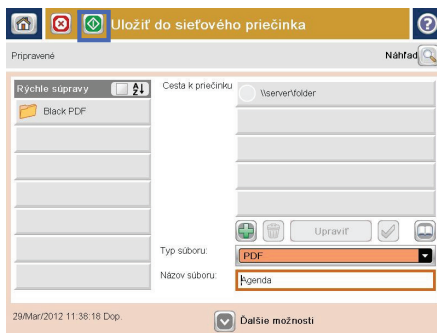 Uložiť do sieťového priečinka
Pripravené
Náhľad
Rýchle súpravy
A
Z
Cesta k priečinku
\\server\folder
Black PDF
Upraviť
Typ súboru:
PDF
Názov súboru:
Agenda
29/Mar/2012 11:38:18 Dop.
Ďalšie možnosti